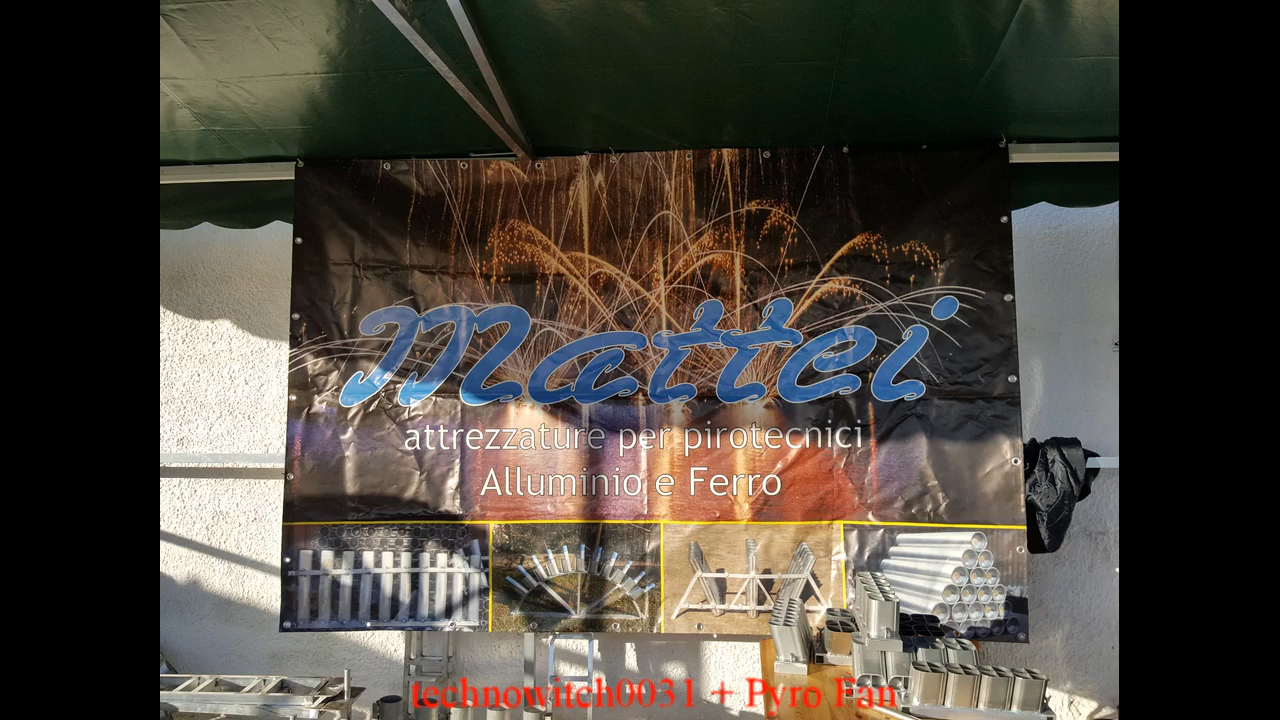 Mattei
attrezzature per pirotecnici
Alluminio e Ferro
technowitch0031 + Pyro Fan